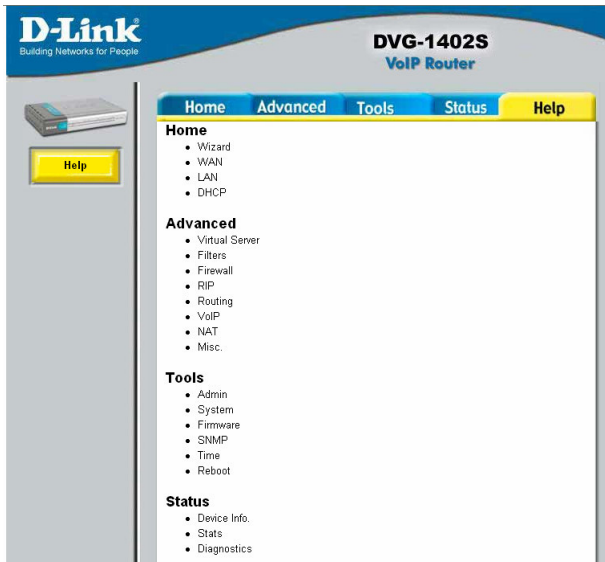 D-Link
Building Networks for People
DVG-1402S
VoIP Router
Home Advanced Tools Status Help
Help
Home
• Wizard
• WAN
• LAN
• DHCP
Advanced
• Virtual Server
• Filters
• Firewall
• RIP
• Routing
• VoIP
• NAT
• Misc.
Tools
• Admin
• System
• Firmware
• SNMP
• Time
• Reboot
Status
• Device Info.
• Stats
• Diagnostics